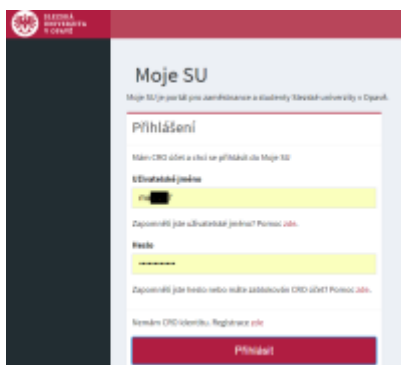 SLEZSKÁ
UNIVERZITA
V OPAVĚ
Moje SU
Moje SU je portál pro zaměstnance a studenty Slezské univerzity v Opavě.
Přihlášení
Mám CRO účet a chci se přihlásit do Moje SU
Uživatelské jméno
Zapomněli jste uživatelské jméno? Pomoc zde.
Heslo
••••••••••
Zapomněli jste heslo nebo máte zablokován CRO účet? Pomoc zde.
Nemám CRO identitu. Registrace zde
Přihlásit